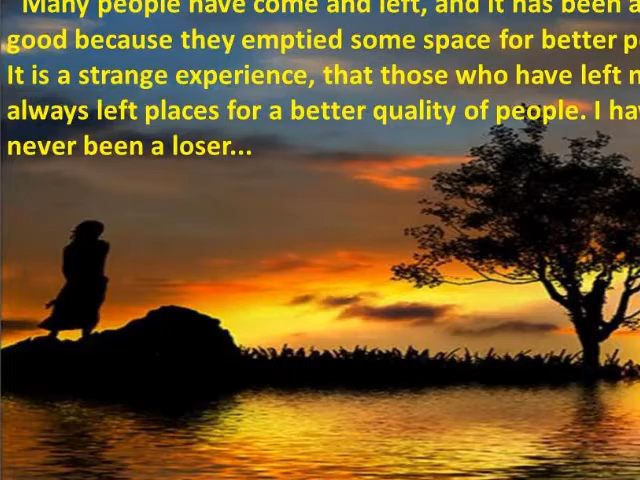 Many people have come and left, and it has been a
good because they emptied some space for better p
It is a strange experience, that those who have left
always left places for a better quality of people. I ha
never been a loser...